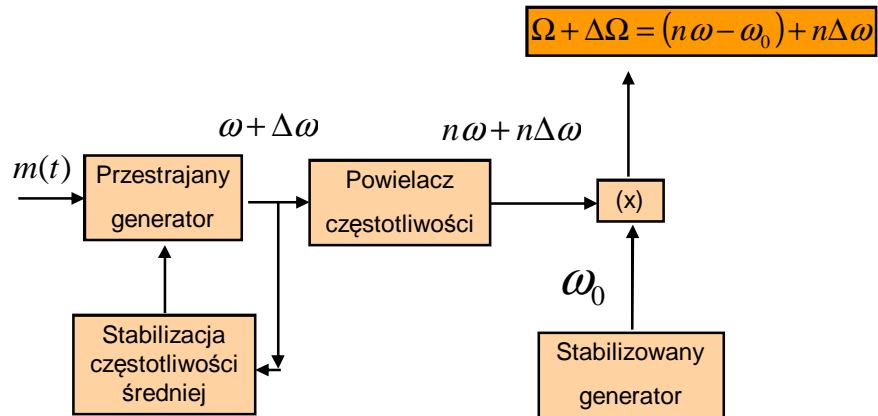 Ω + ΔΩ = (nω − ω₀) + nΔω
ω + Δω
nω + nΔω
m(t)
Przestrajany
generator
Powielacz
częstotliwości
(x)
ω₀
Stabilizacja
częstotliwości
średniej
Stabilizowany
generator